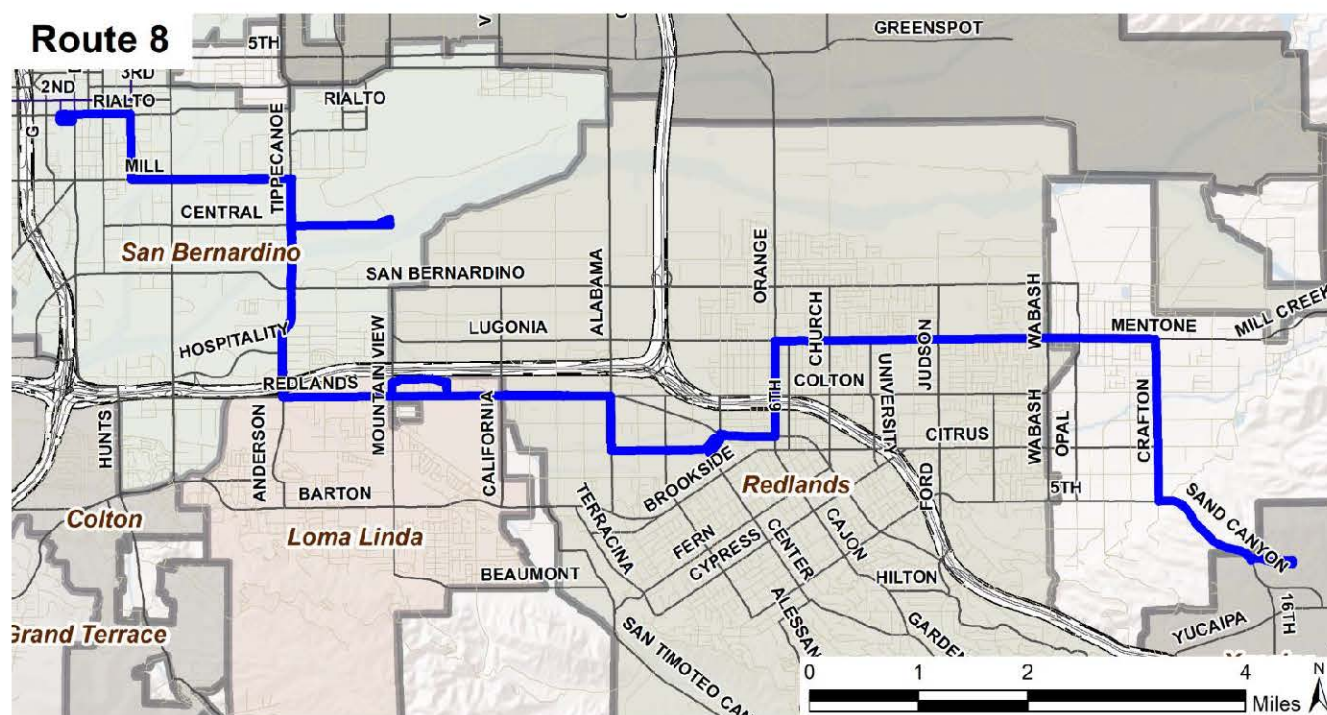 Route 8
5TH
GREENSPOT
3RD
2ND
RIALTO
RIALTO
TIPPECANOE
G
MILL
CENTRAL
San Bernardino
SAN BERNARDINO
ALABAMA
ORANGE
WABASH
HOSPITALITY
LUGONIA
CHURCH
JUDSON
MENTONE
MILL CREEK
REDLANDS
MOUNTAIN VIEW
COLTON
6TH
UNIVERSITY
HUNTS
ANDERSON
CALIFORNIA
CITRUS
WABASH
OPAL
CRAFTON
BROOKSIDE
BARTON
Redlands
FORD
5TH
SAND CANYON
Colton
Loma Linda
TERRACINA
FERN
CYPRESS
CENTER
CAJON
BEAUMONT
HILTON
ALESSAN
16TH
YUCAIPA
Grand Terrace
SAN TIMOTEO CAN
GARDEN
0 1 2 4
Miles
N